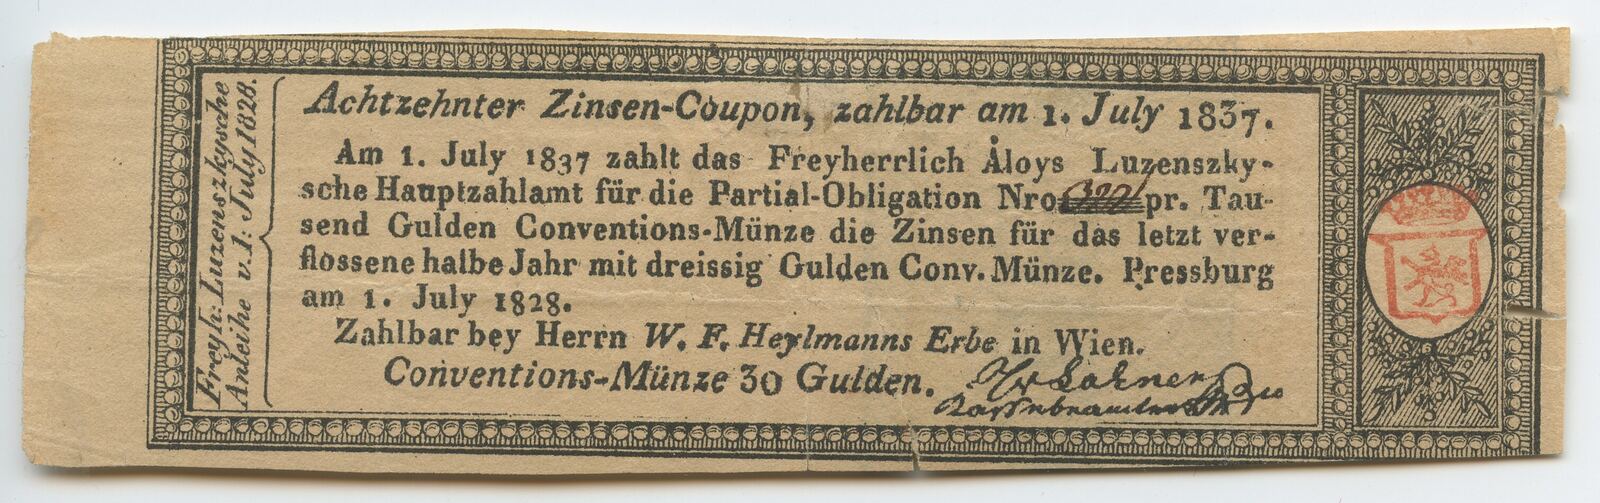 Freyh: Luzenszkysche
Anleihe v. 1: July 1828.
Achtzehnter Zinsen-Coupon, zahlbar am 1. July 1837.
Am 1. July 1837 zahlt das Freyherrlich Aloys Luzenszky-
sche Hauptzahlamt für die Partial-Obligation Nro pr. Tau-
send Gulden Conventions-Münze die Zinsen für das letzt ver-
flossene halbe Jahr mit dreissig Gulden Conv. Münze. Pressburg
am 1. July 1828.
Zahlbar bey Herrn W. F. Heylmanns Erbe in Wien.
Conventions-Münze 30 Gulden.